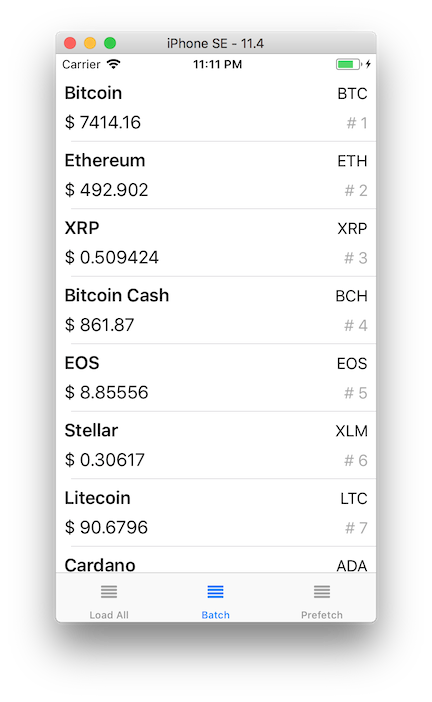 iPhone SE - 11.4
Carrier 11:11 PM
Bitcoin BTC
$ 7414.16 # 1
Ethereum ETH
$ 492.902 # 2
XRP XRP
$ 0.509424 # 3
Bitcoin Cash BCH
$ 861.87 # 4
EOS EOS
$ 8.85556 # 5
Stellar XLM
$ 0.30617 # 6
Litecoin LTC
$ 90.6796 # 7
Cardano ADA
Load All Batch Prefetch